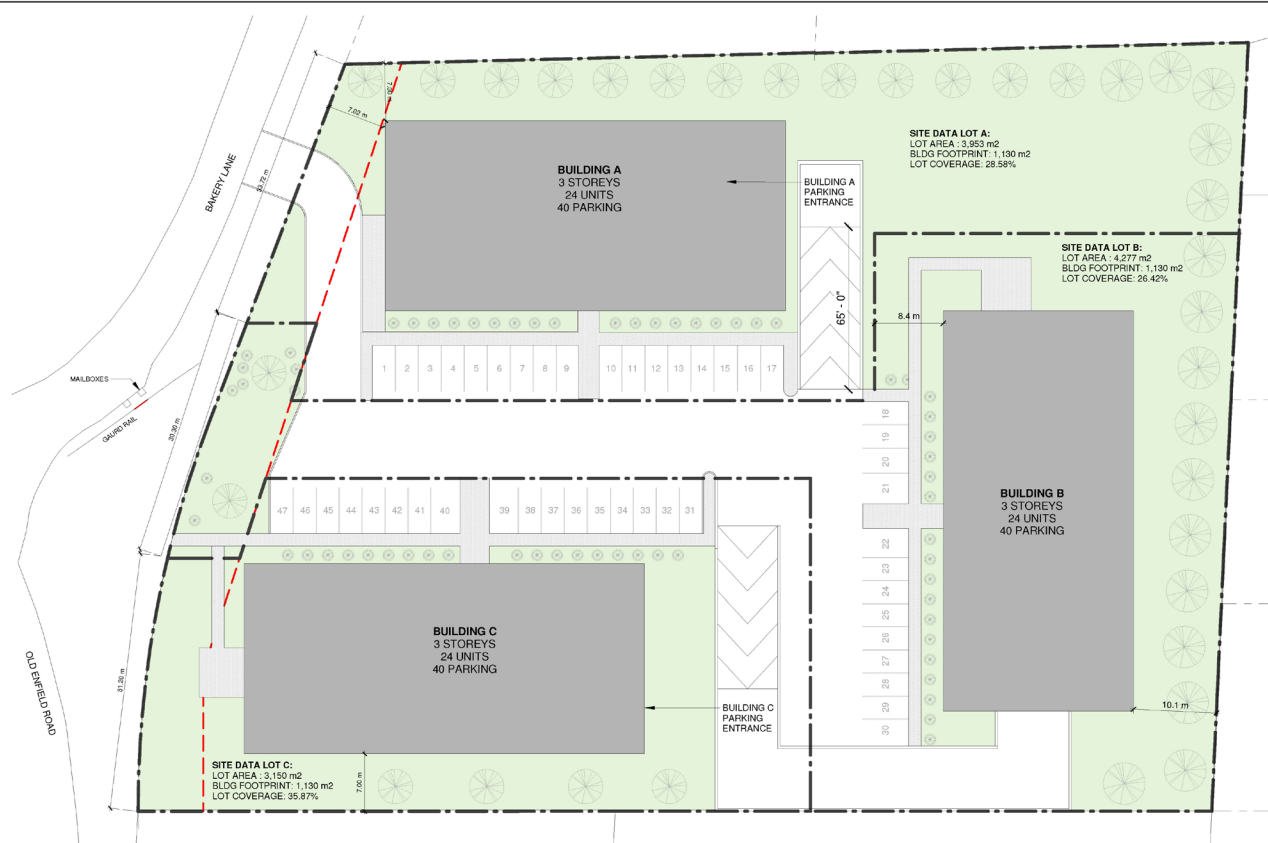 7.30 m
7.02 m
BAKERY LANE
33.72 m
BUILDING A
3 STOREYS
24 UNITS
40 PARKING
BUILDING A
PARKING
ENTRANCE
SITE DATA LOT A:
LOT AREA : 3,953 m2
BLDG FOOTPRINT: 1,130 m2
LOT COVERAGE: 28.58%
SITE DATA LOT B:
LOT AREA : 4,277 m2
BLDG FOOTPRINT: 1,130 m2
LOT COVERAGE: 26.42%
65' - 0"
8.4 m
1 2 3 4 5 6 7 8 9 10 11 12 13 14 15 16 17
MAILBOXES
GAURD RAIL
30.30 m
18
19
20
21
22
23
24
25
26
27
28
29
30
47 46 45 44 43 42 41 40 39 38 37 36 35 34 33 32 31
BUILDING B
3 STOREYS
24 UNITS
40 PARKING
BUILDING C
3 STOREYS
24 UNITS
40 PARKING
OLD ENFIELD ROAD
31.20 m
BUILDING C
PARKING
ENTRANCE
10.1 m
SITE DATA LOT C:
LOT AREA : 3,150 m2
BLDG FOOTPRINT: 1,130 m2
LOT COVERAGE: 35.87%
7.00 m